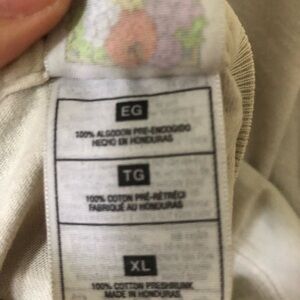 EG
100% ALGODON PRE-ENCOGIDO
HECHO EN HONDURAS
TG
100% COTON PRÉ-RÉTRÉCI
FABRIQUÉ AU HONDURAS
XL
100% COTTON PRESHRUNK
MADE IN HONDURAS